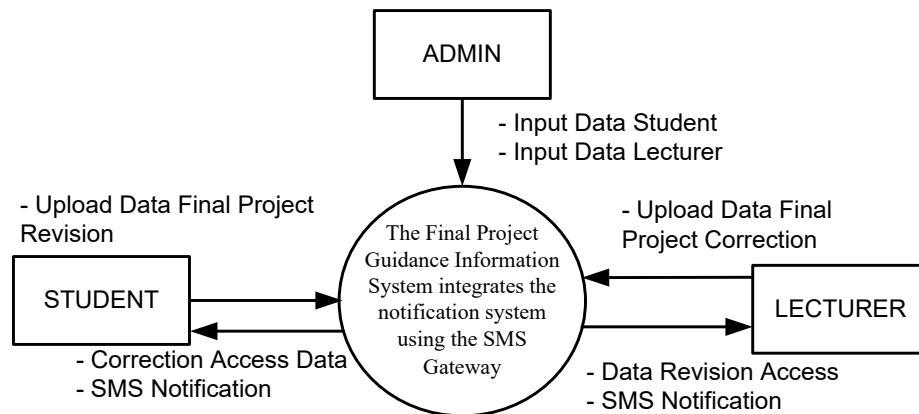 ADMIN
- Input Data Student
- Input Data Lecturer
- Upload Data Final Project
Revision
- Upload Data Final
Project Correction
The Final Project
Guidance Information
System integrates the
notification system
using the SMS
Gateway
STUDENT
LECTURER
- Correction Access Data
- SMS Notification
- Data Revision Access
- SMS Notification